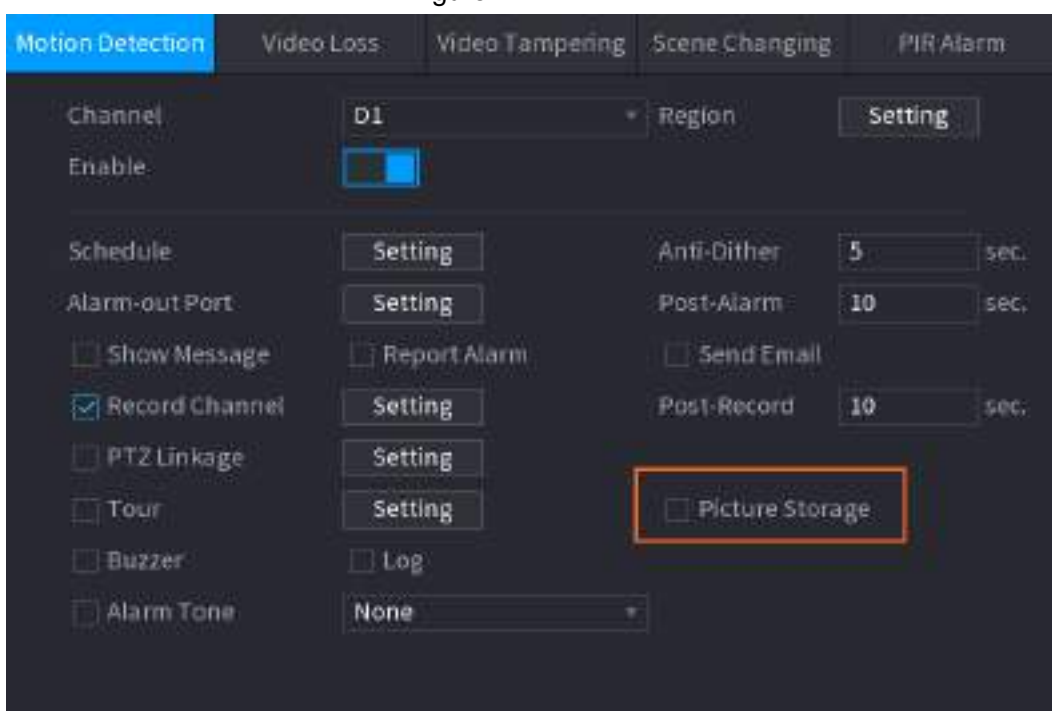 Motion Detection Video Loss Video Tampering Scene Changing PIR Alarm
Channel D1 Region Setting
Enable
Schedule Setting Anti-Dither 5 sec.
Alarm-out Port Setting Post-Alarm 10 sec.
Show Message Report Alarm Send Email
Record Channel Setting Post-Record 10 sec.
PTZ Linkage Setting
Tour Setting Picture Storage
Buzzer Log
Alarm Tone None